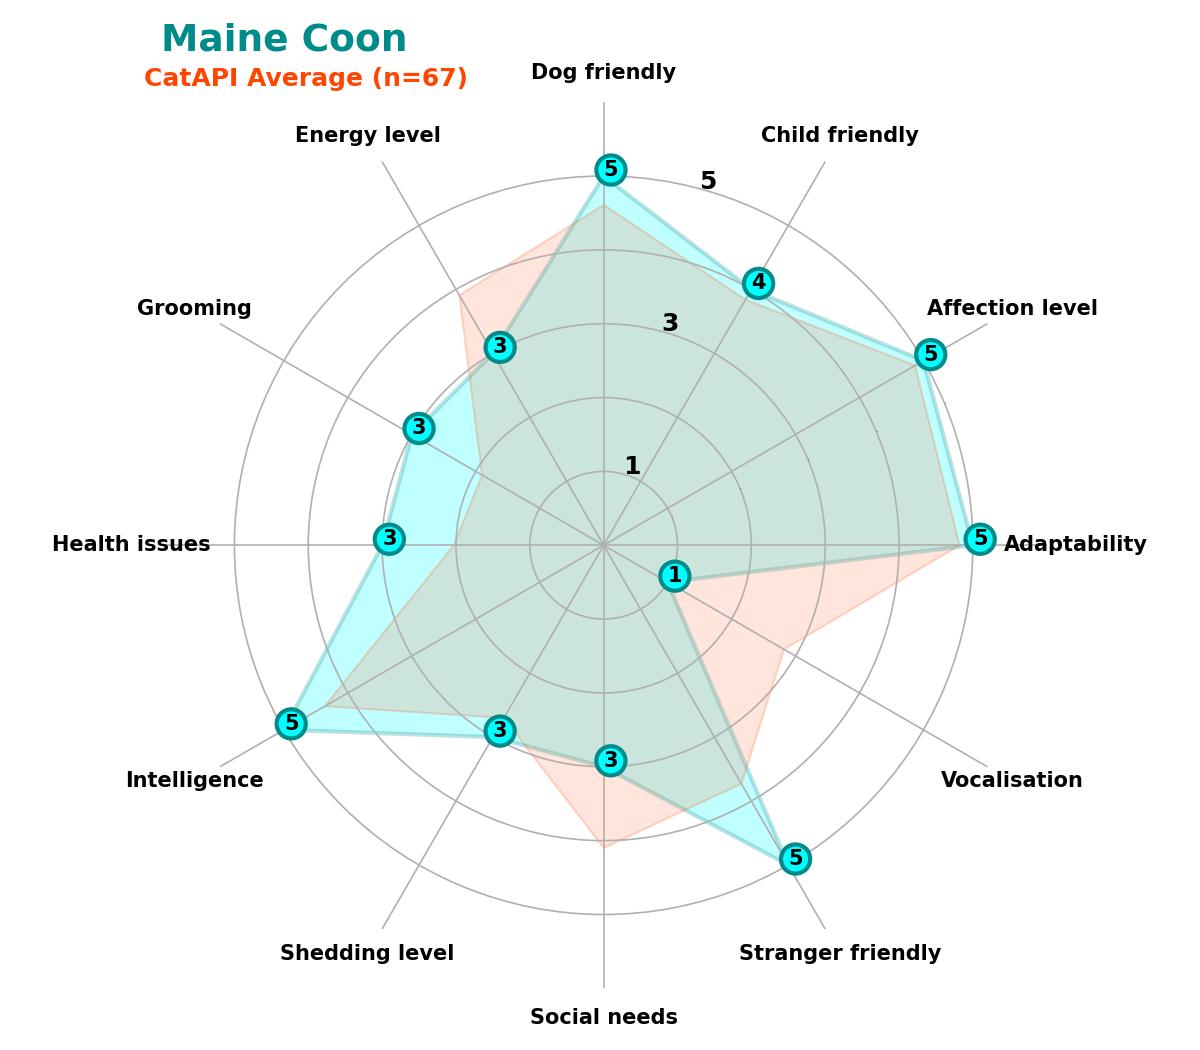 Maine Coon
CatAPI Average (n=67)
Dog friendly
Energy level
Child friendly
5
5
4
Grooming
Affection level
3
3
5
3
1
Health issues
3
5
Adaptability
1
5
3
3
Intelligence
Vocalisation
5
Shedding level
Stranger friendly
Social needs